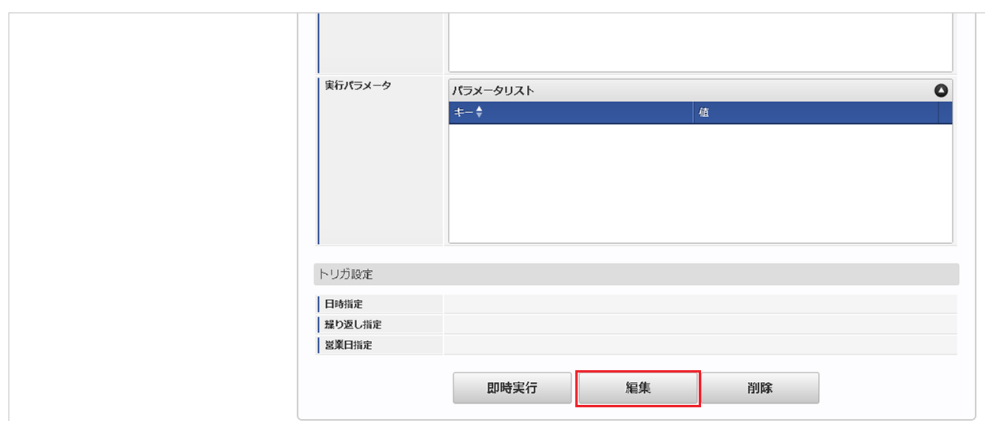 実行パラメータ
パラメータリスト
キー 値
トリガ設定
日時指定
繰り返し指定
営業日指定
即時実行 編集 削除